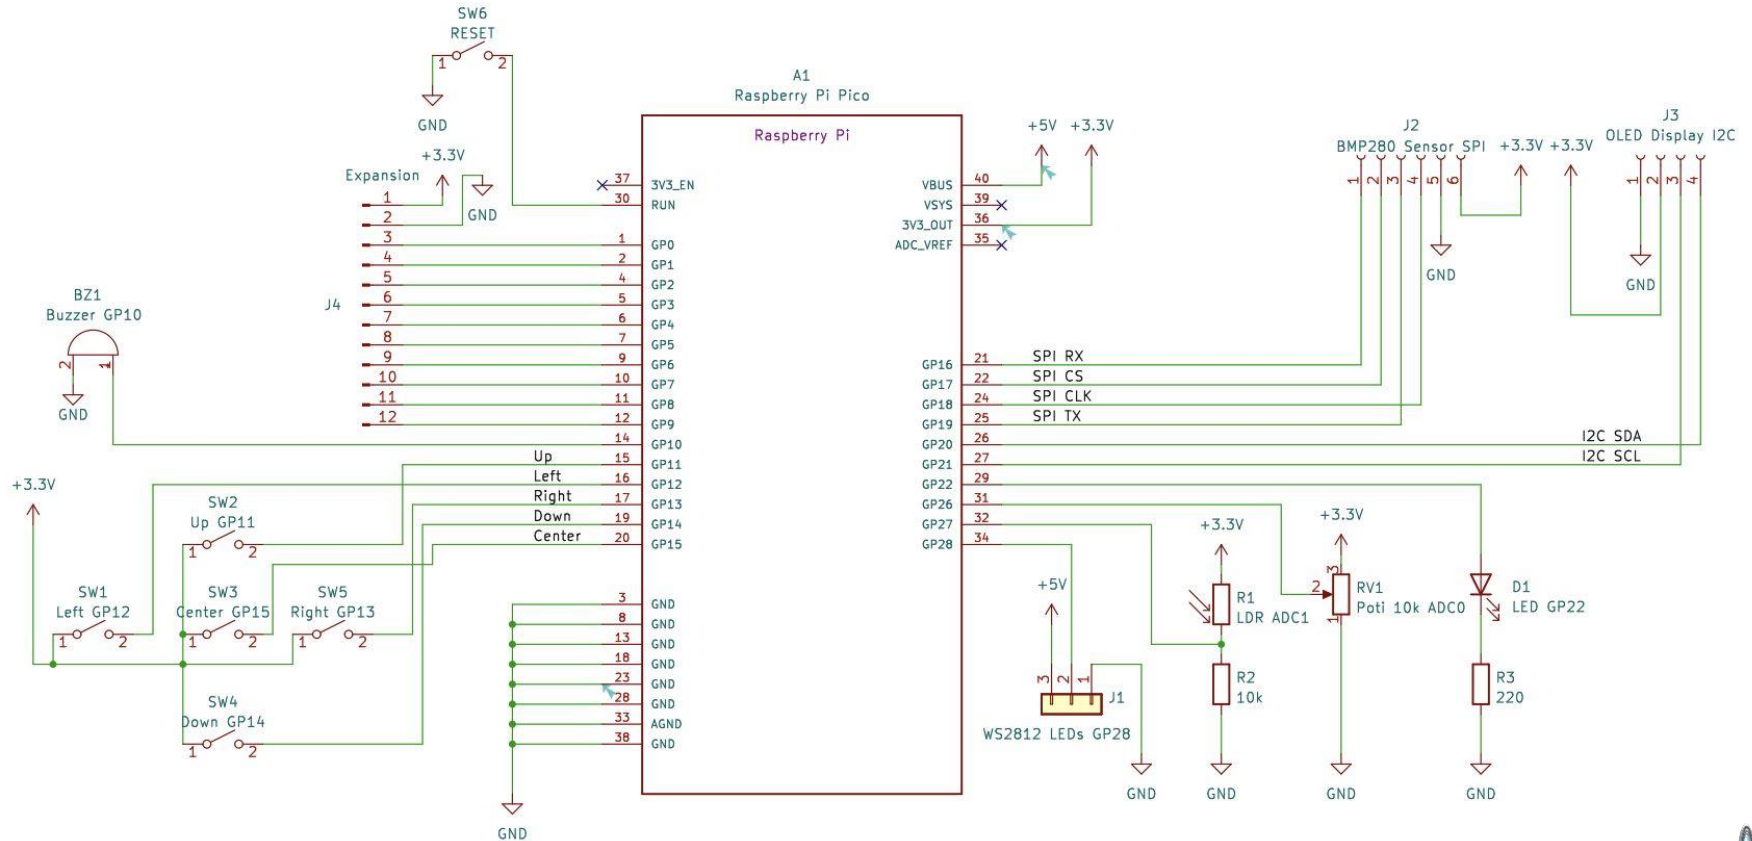 SW6
RESET
1
2
GND
A1
Raspberry Pi Pico
Raspberry Pi
+3.3V
Expansion
GND
J4
1
2
3
4
5
6
7
8
9
10
11
12
37 3V3_EN
30 RUN
1 GP0
2 GP1
4 GP2
5 GP3
6 GP4
7 GP5
9 GP6
10 GP7
11 GP8
12 GP9
14 GP10
Up 15 GP11
Left 16 GP12
Right 17 GP13
Down 19 GP14
Center 20 GP15
3 GND
8 GND
13 GND
18 GND
23 GND
28 GND
33 AGND
38 GND
GND
BZ1
Buzzer GP10
2
1
GND
+3.3V
SW2
Up GP11
1
2
SW1
Left GP12
1
2
SW3
Center GP15
1
2
SW5
Right GP13
1
2
SW4
Down GP14
1
2
+5V
+3.3V
VBUS 40
VSYS 39
3V3_OUT 36
ADC_VREF 35
GP16 21 SPI RX
GP17 22 SPI CS
GP18 24 SPI CLK
GP19 25 SPI TX
GP20 26 I2C SDA
GP21 27 I2C SCL
GP22 29
GP26 31
GP27 32
GP28 34
J2
BMP280 Sensor SPI
1
2
3
4
5
6
+3.3V
GND
+3.3V
J3
OLED Display I2C
1
2
3
4
GND
+5V
3
2
1
J1
WS2812 LEDs GP28
GND
+3.3V
R1
LDR ADC1
R2
10k
GND
+3.3V
3
2
1
RV1
Poti 10k ADC0
GND
D1
LED GP22
R3
220
GND